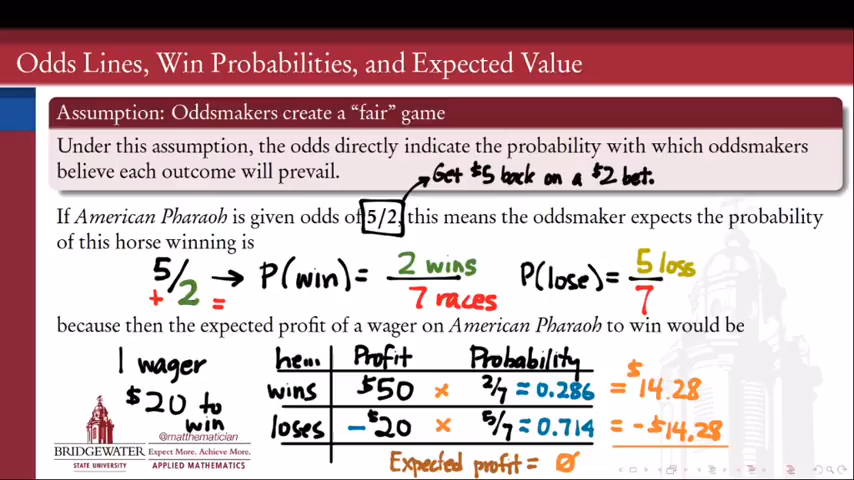 Odds Lines, Win Probabilities, and Expected Value
Assumption: Oddsmakers create a “fair” game
Under this assumption, the odds directly indicate the probability with which oddsmakers
believe each outcome will prevail.
Get $5 back on a $2 bet.
If American Pharaoh is given odds of 5/2, this means the oddsmaker expects the probability
of this horse winning is
5/2 → P(win) = 2 wins / 7 races P(lose) = 5 loss / 7
+ =
because then the expected profit of a wager on American Pharaoh to win would be
I wager
$20 to
win
he... Profit Probability
wins $50 × 2/7 = 0.286 = $14.28
loses -$20 × 5/7 = 0.714 = -$14.28
Expected profit = 0
@matthematician
BRIDGEWATER
STATE UNIVERSITY
Expect More. Achieve More.
APPLIED MATHEMATICS